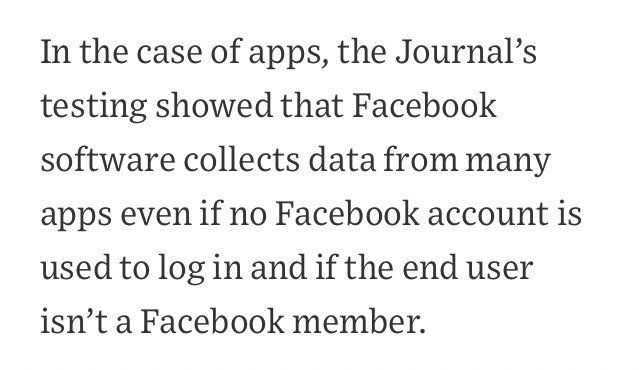 In the case of apps, the Journal’s
testing showed that Facebook
software collects data from many
apps even if no Facebook account is
used to log in and if the end user
isn’t a Facebook member.